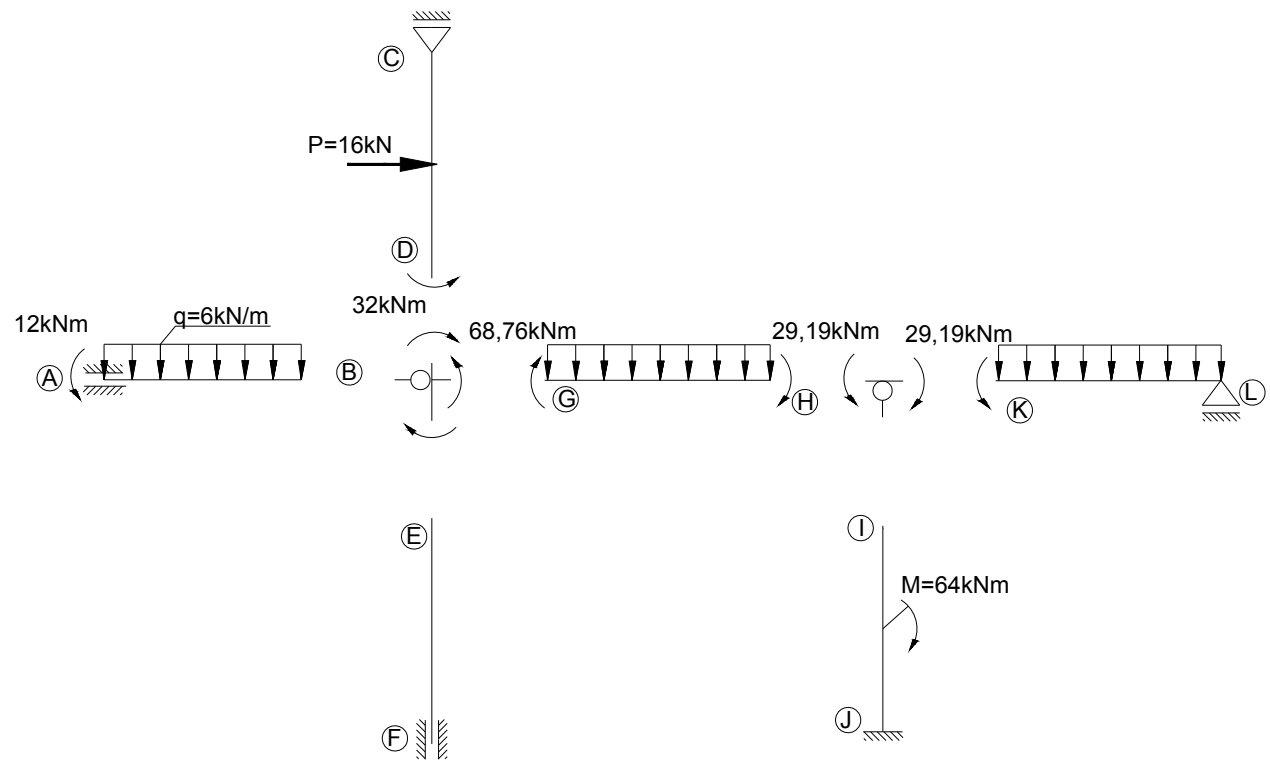 C
P=16kN
D
32kNm
12kNm
q=6kN/m
68,76kNm
29,19kNm
29,19kNm
A
B
G
H
K
L
E
I
M=64kNm
F
J